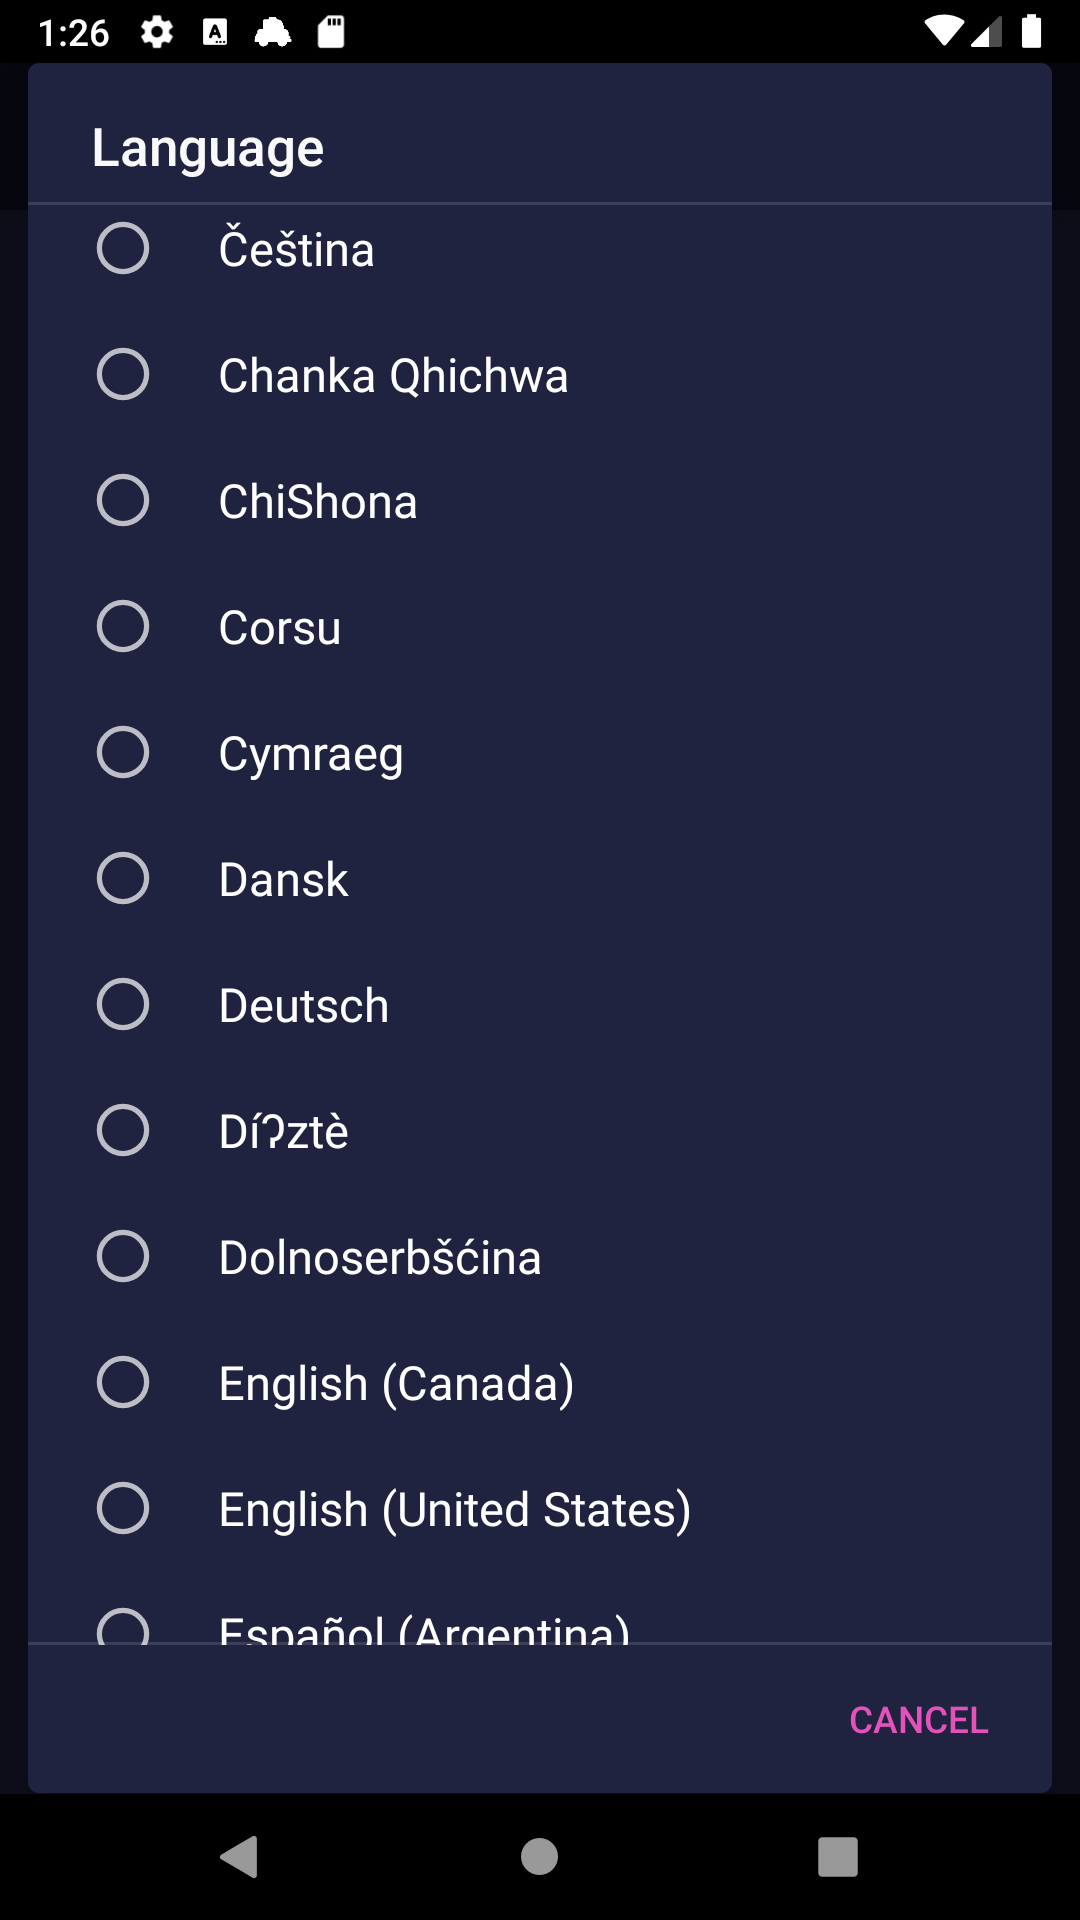 1:26
Language
Čeština
Chanka Qhichwa
ChiShona
Corsu
Cymraeg
Dansk
Deutsch
Díʔztè
Dolnoserbšćina
English (Canada)
English (United States)
Español (Argentina)
CANCEL